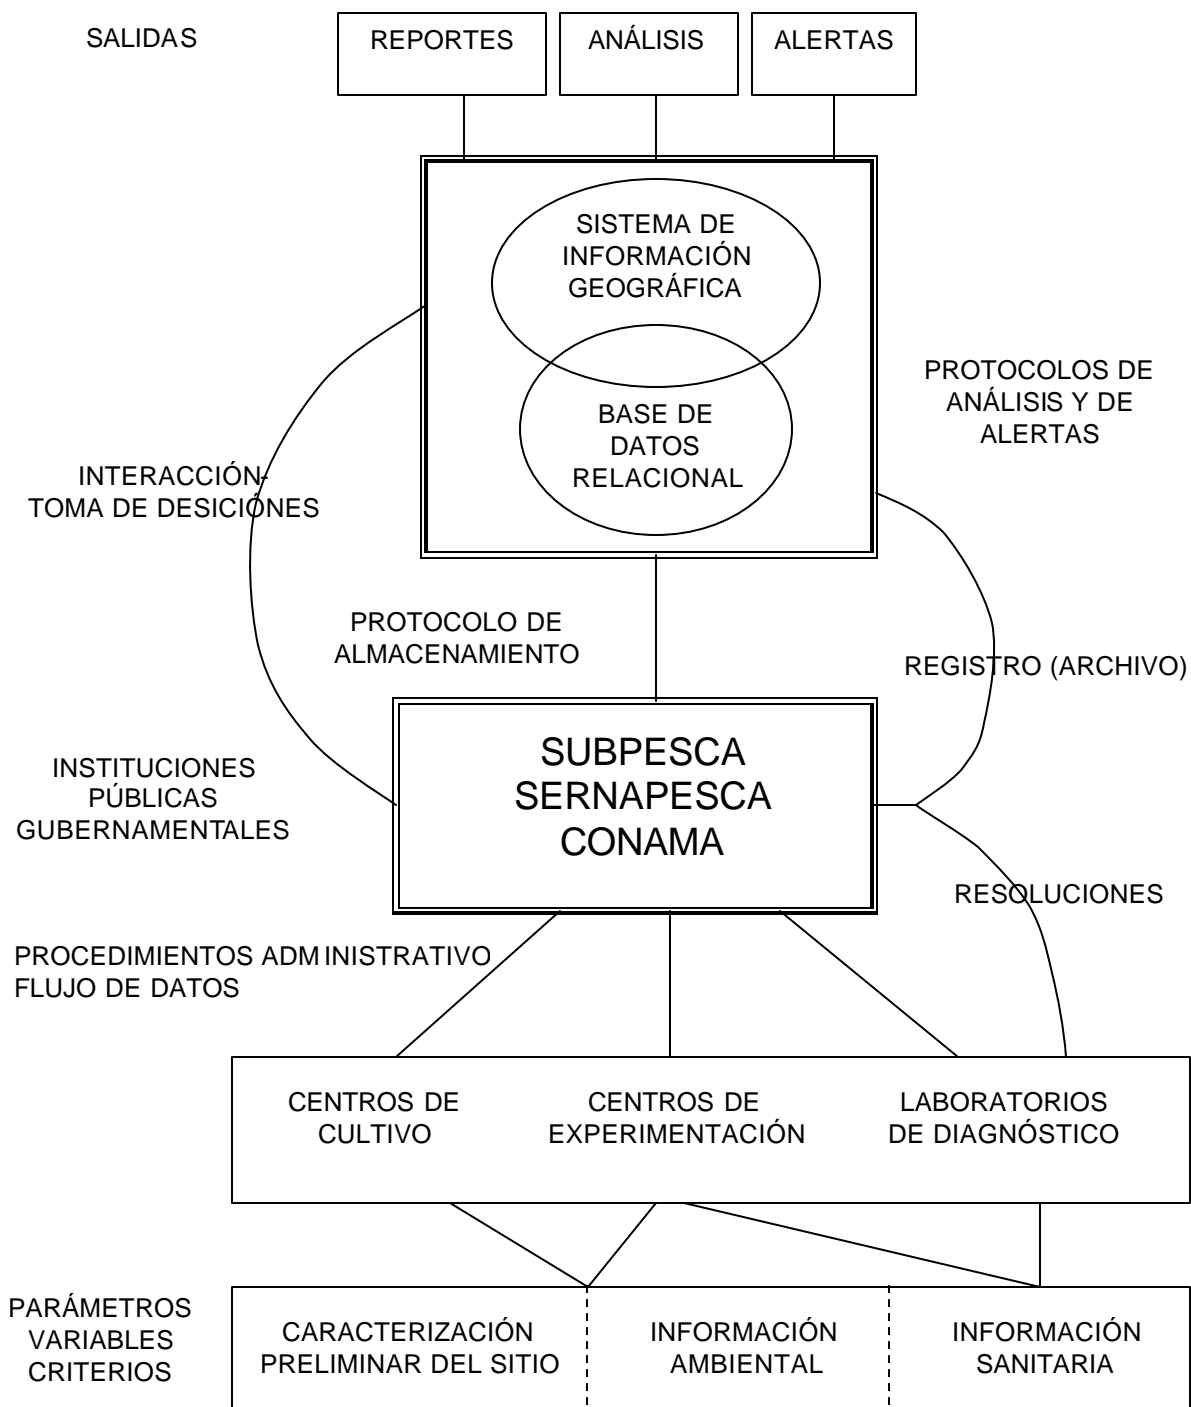 SALIDAS
REPORTES
ANÁLISIS
ALERTAS
SISTEMA DE
INFORMACIÓN
GEOGRÁFICA
BASE DE
DATOS
RELACIONAL
PROTOCOLOS DE
ANÁLISIS Y DE
ALERTAS
INTERACCIÓN-
TOMA DE DESICIÓNES
PROTOCOLO DE
ALMACENAMIENTO
REGISTRO (ARCHIVO)
INSTITUCIONES
PÚBLICAS
GUBERNAMENTALES
SUBPESCA
SERNAPESCA
CONAMA
RESOLUCIONES
PROCEDIMIENTOS ADMINISTRATIVO
FLUJO DE DATOS
CENTROS DE
CULTIVO
CENTROS DE
EXPERIMENTACIÓN
LABORATORIOS
DE DIAGNÓSTICO
PARÁMETROS
VARIABLES
CRITERIOS
CARACTERIZACIÓN
PRELIMINAR DEL SITIO
INFORMACIÓN
AMBIENTAL
INFORMACIÓN
SANITARIA